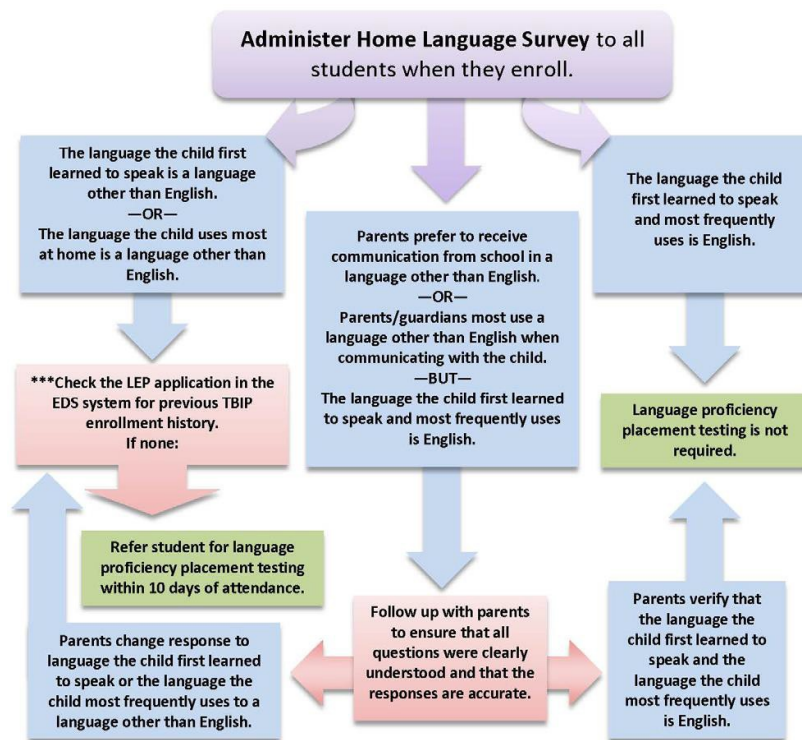 Administer Home Language Survey to all
students when they enroll.
The language the child first
learned to speak is a language
other than English.
—OR—
The language the child uses most
at home is a language other than
English.
Parents prefer to receive
communication from school in a
language other than English.
—OR—
Parents/guardians most use a
language other than English when
communicating with the child.
—BUT—
The language the child first learned
to speak and most frequently uses
is English.
The language the child
first learned to speak
and most frequently
uses is English.
***Check the LEP application in the
EDS system for previous TBIP
enrollment history.
If none:
Language proficiency
placement testing is not
required.
Refer student for language
proficiency placement testing
within 10 days of attendance.
Parents change response to
language the child first learned
to speak or the language the
child most frequently uses to a
language other than English.
Follow up with parents
to ensure that all
questions were clearly
understood and that the
responses are accurate.
Parents verify that
the language the
child first learned to
speak and the
language the child
most frequently uses
is English.